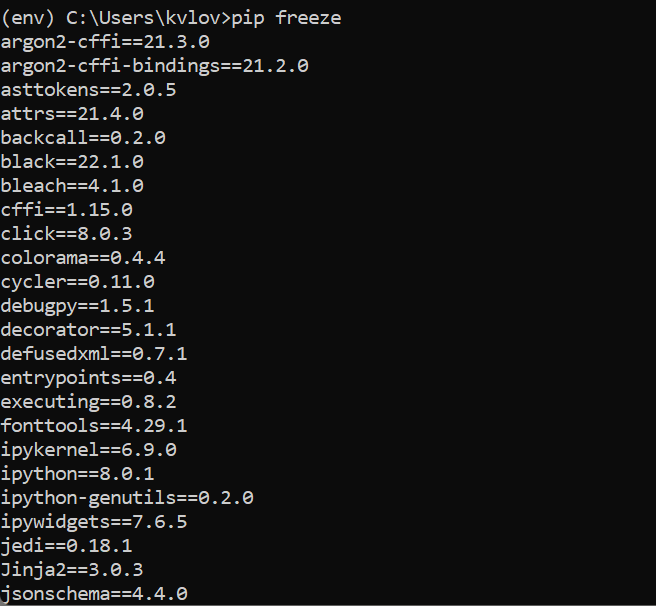 (env) C:\Users\kvlov>pip freeze
argon2-cffi==21.3.0
argon2-cffi-bindings==21.2.0
asttokens==2.0.5
attrs==21.4.0
backcall==0.2.0
black==22.1.0
bleach==4.1.0
cffi==1.15.0
click==8.0.3
colorama==0.4.4
cycler==0.11.0
debugpy==1.5.1
decorator==5.1.1
defusedxml==0.7.1
entrypoints==0.4
executing==0.8.2
fonttools==4.29.1
ipykernel==6.9.0
ipython==8.0.1
ipython-genutils==0.2.0
ipywidgets==7.6.5
jedi==0.18.1
Jinja2==3.0.3
jsonschema==4.4.0